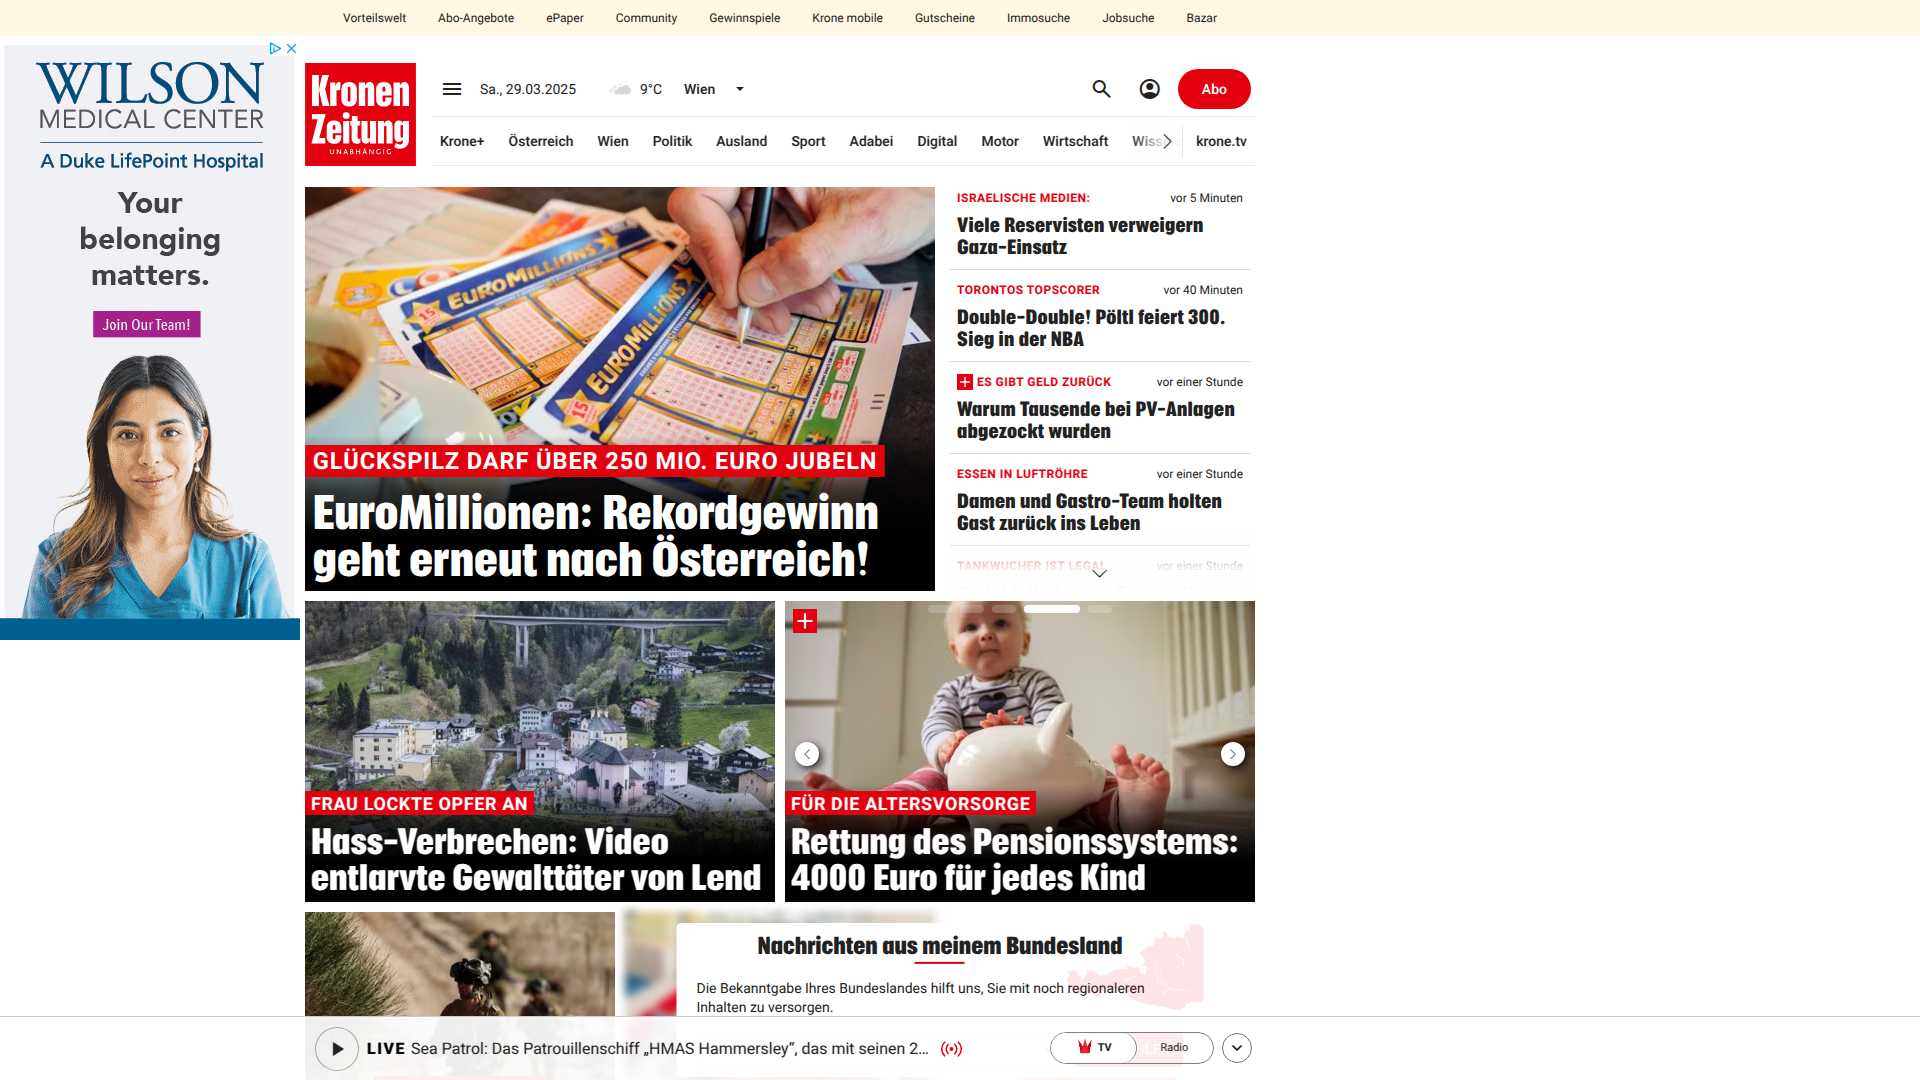 Vorteilswelt Abo-Angebote ePaper Community Gewinnspiele Krone mobile Gutscheine Immosuche Jobsuche Bazar
WILSON
MEDICAL CENTER
A Duke LifePoint Hospital
Your
belonging
matters.
Join Our Team!
Kronen
Zeitung
UNABHÄNGIG
Sa., 29.03.2025 9°C Wien
Abo
Krone+ Österreich Wien Politik Ausland Sport Adabei Digital Motor Wirtschaft Wiss krone.tv
EUROMILLIONS
EUROMILLIONS
15
15
GLÜCKSPILZ DARF ÜBER 250 MIO. EURO JUBELN
EuroMillionen: Rekordgewinn
geht erneut nach Österreich!
ISRAELISCHE MEDIEN: vor 5 Minuten
Viele Reservisten verweigern
Gaza-Einsatz
TORONTOS TOPSCORER vor 40 Minuten
Double-Double! Pöltl feiert 300.
Sieg in der NBA
ES GIBT GELD ZURÜCK vor einer Stunde
Warum Tausende bei PV-Anlagen
abgezockt wurden
ESSEN IN LUFTRÖHRE vor einer Stunde
Damen und Gastro-Team holten
Gast zurück ins Leben
TANKWUCHER IST LEGAL vor einer Stunde
FRAU LOCKTE OPFER AN
Hass-Verbrechen: Video
entlarvte Gewalttäter von Lend
FÜR DIE ALTERSVORSORGE
Rettung des Pensionssystems:
4000 Euro für jedes Kind
Nachrichten aus meinem Bundesland
Die Bekanntgabe Ihres Bundeslandes hilft uns, Sie mit noch regionaleren
Inhalten zu versorgen.
LIVE Sea Patrol: Das Patrouillenschiff „HMAS Hammersley“, das mit seinen 2...
TV Radio